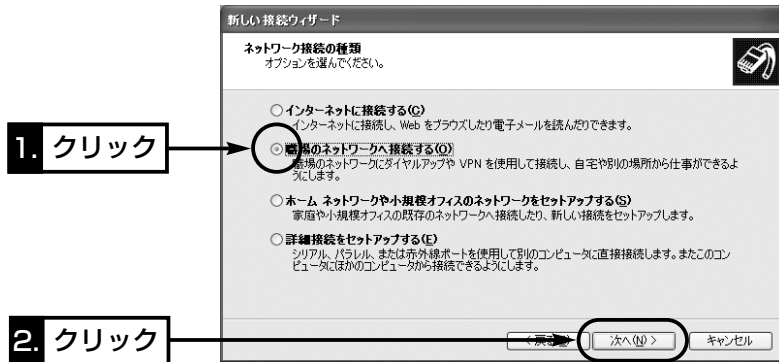 新しい接続ウィザード
ネットワーク接続の種類
オプションを選んでください。
インターネットに接続する(C)
インターネットに接続し、Web をブラウズしたり電子メールを読んだりできます。
1. クリック
職場のネットワークへ接続する(O)
職場のネットワークにダイヤルアップや VPN を使用して接続し、自宅や別の場所から仕事ができるよ
うにします。
ホーム ネットワークや小規模オフィスのネットワークをセットアップする(S)
家庭や小規模オフィスの既存のネットワークへ接続したり、新しい接続をセットアップします。
詳細接続をセットアップする(E)
シリアル、パラレル、または赤外線ポートを使用して別のコンピュータに直接接続します。またこのコン
ピュータにほかのコンピュータから接続できるようにします。
2. クリック
< 戻る(B) 次へ(N) > キャンセル